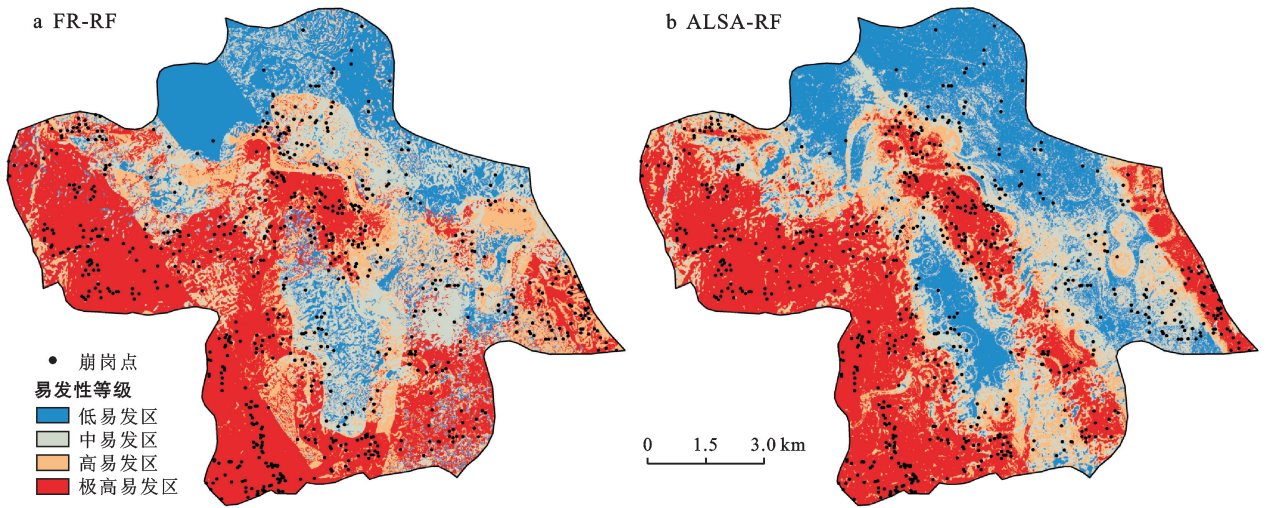 a FR-RF
b ALSA-RF
崩岗点
易发性等级
低易发区
中易发区
高易发区
极高易发区
0 1.5 3.0 km